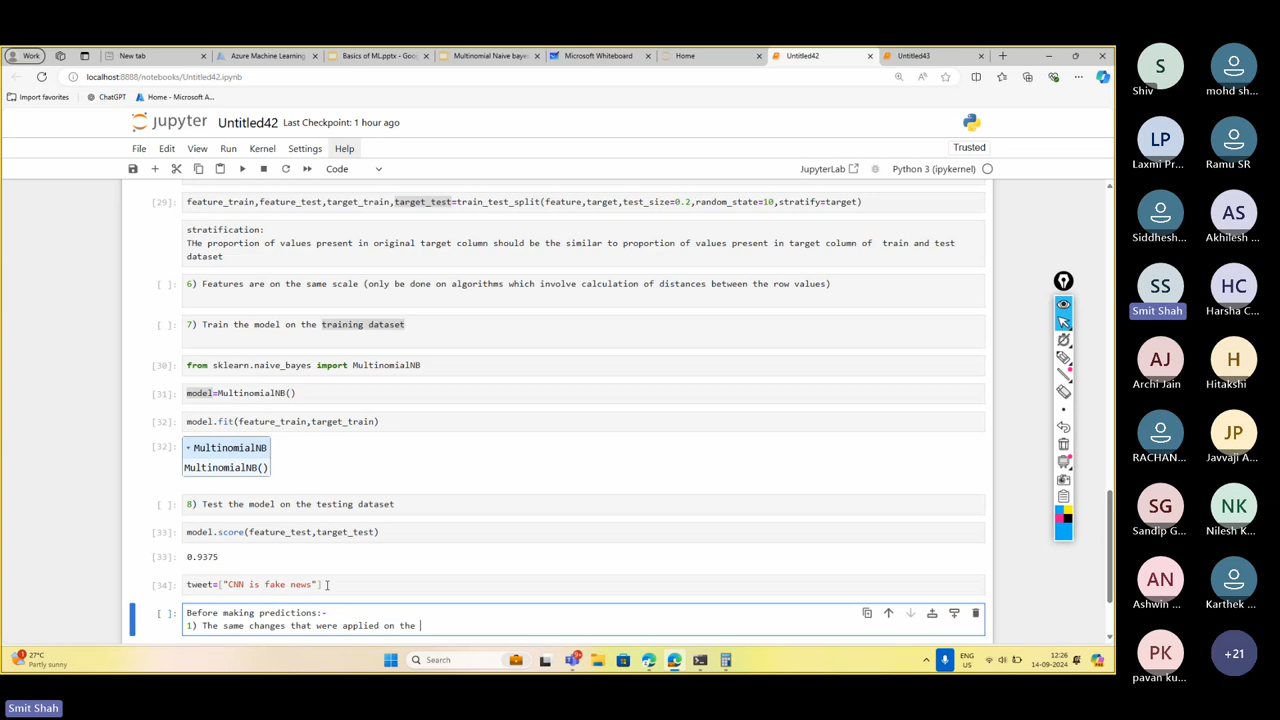 Work
New tab
Azure Machine Learning
Basics of ML.pptx - Goo
Multinomial Naive bayes
Microsoft Whiteboard
Home
Untitled42
Untitled43
localhost:8888/notebooks/Untitled42.ipynb
Import favorites
ChatGPT
Home - Microsoft A...
jupyter Untitled42 Last Checkpoint: 1 hour ago
File Edit View Run Kernel Settings Help
Trusted
Code
JupyterLab
Python 3 (ipykernel)
[29]: feature_train,feature_test,target_train,target_test=train_test_split(feature,target,test_size=0.2,random_state=10,stratify=target)
stratification:
THe proportion of values present in original target column should be the similar to proportion of values present in target column of train and test
dataset
[ ]: 6) Features are on the same scale (only be done on algorithms which involve calculation of distances between the row values)
[ ]: 7) Train the model on the training dataset
[30]: from sklearn.naive_bayes import MultinomialNB
[31]: model=MultinomialNB()
[32]: model.fit(feature_train,target_train)
[32]: MultinomialNB
MultinomialNB()
[ ]: 8) Test the model on the testing dataset
[33]: model.score(feature_test,target_test)
[33]: 0.9375
[34]: tweet=["CNN is fake news"]
[ ]: Before making predictions:-
1) The same changes that were applied on the
27°C
Partly sunny
Search
9+
ENG
US
12:26
14-09-2024
S
Shiv
mohd sh...
LP
Laxmi Pr...
Ramu SR
Siddhesh...
AS
Akhilesh ...
SS
Smit Shah
HC
Harsha C...
AJ
Archi Jain
H
Hitakshi
RACHAN...
JP
Javvaji A...
SG
Sandip G...
NK
Nilesh K...
AN
Ashwin ...
Karthek ...
PK
pavan ku...
+21
Smit Shah